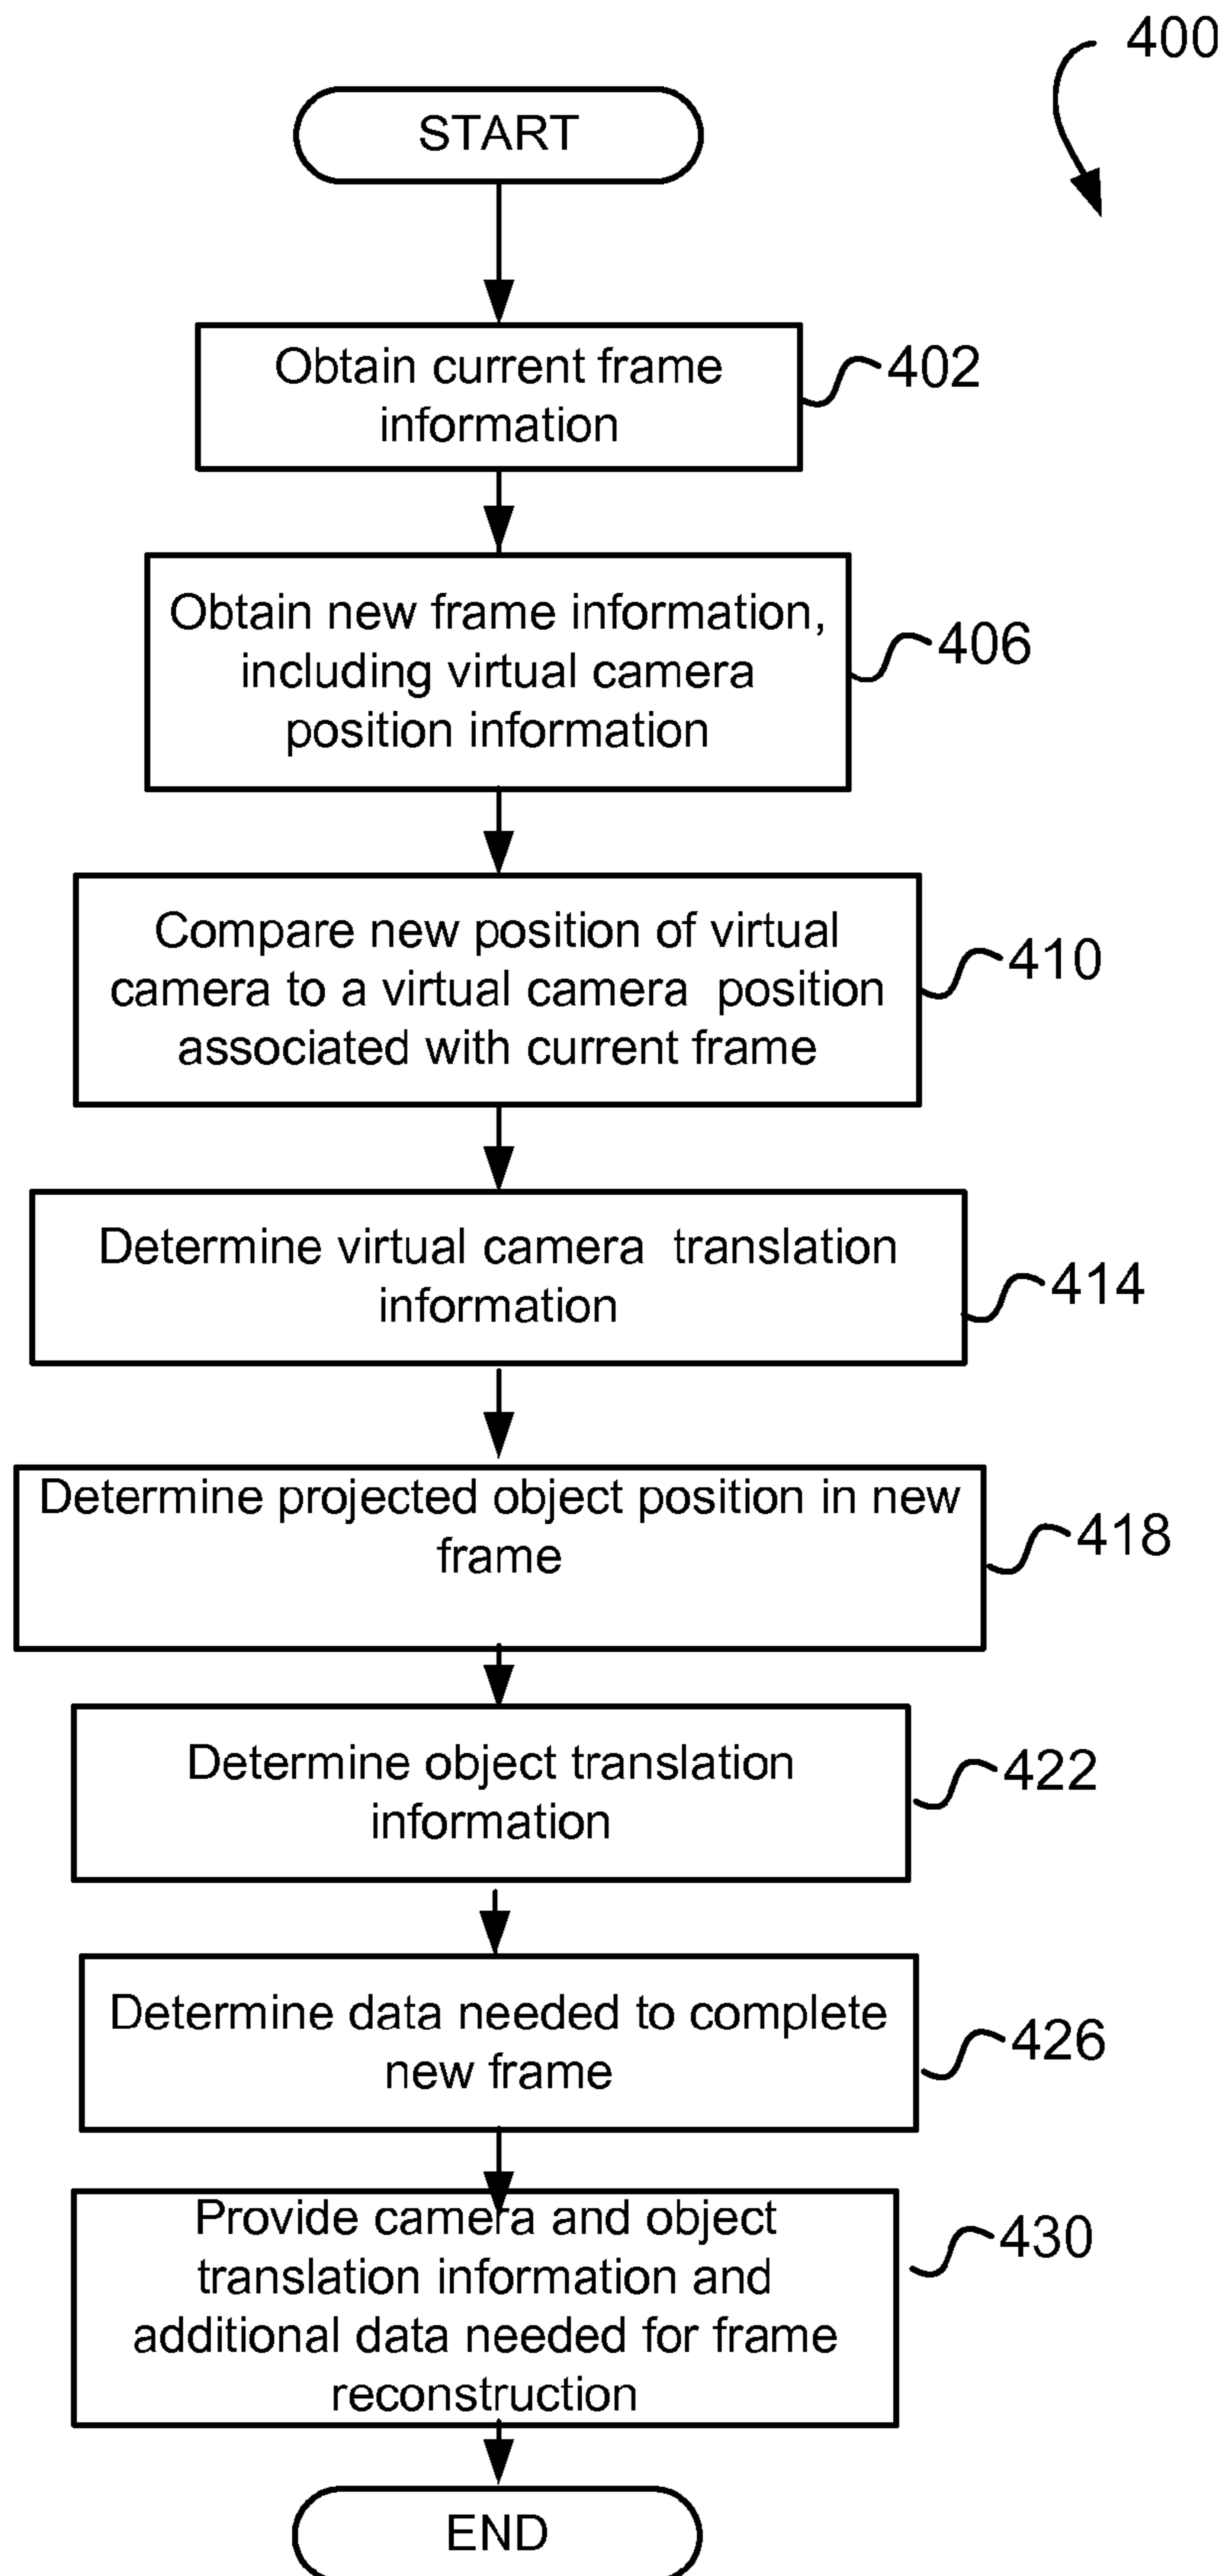 400
START
Obtain current frame
information
402
Obtain new frame information,
including virtual camera
position information
406
Compare new position of virtual
camera to a virtual camera position
associated with current frame
410
Determine virtual camera translation
information
414
Determine projected object position in new
frame
418
Determine object translation
information
422
Determine data needed to complete
new frame
426
Provide camera and object
translation information and
additional data needed for frame
reconstruction
430
END